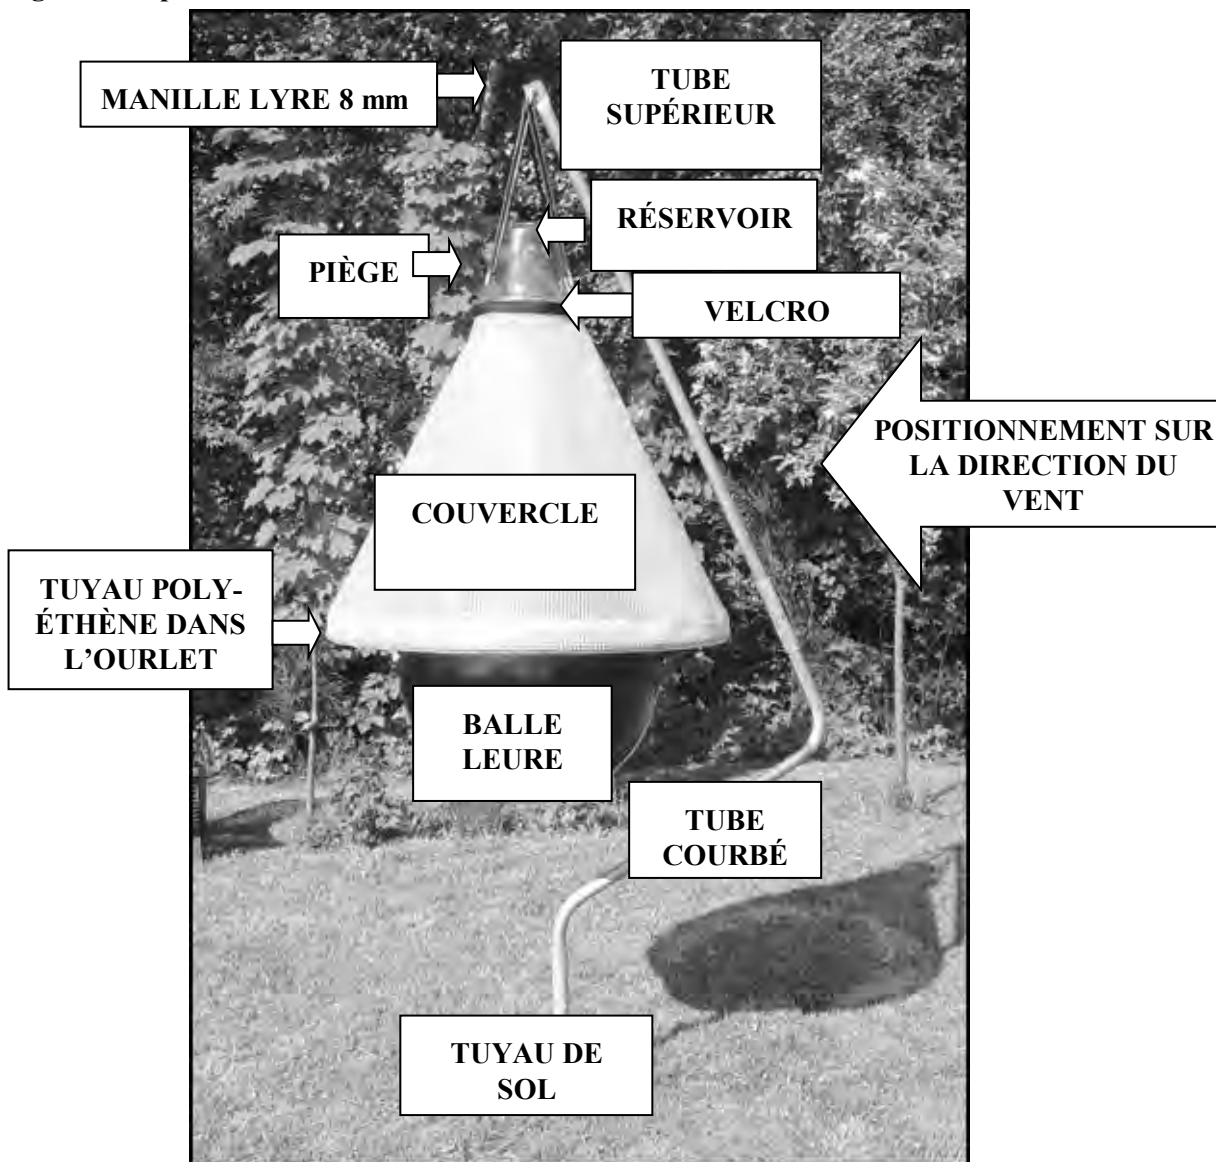 MANILLE LYRE 8 mm
TUBE
SUPÉRIEUR
RÉSERVOIR
PIÈGE
VELCRO
POSITIONNEMENT SUR
LA DIRECTION DU
VENT
COUVERCLE
TUYAU POLY-
ÉTHÈNE DANS
L'OURLET
BALLE
LEURE
TUBE
COURBÉ
TUYAU DE
SOL